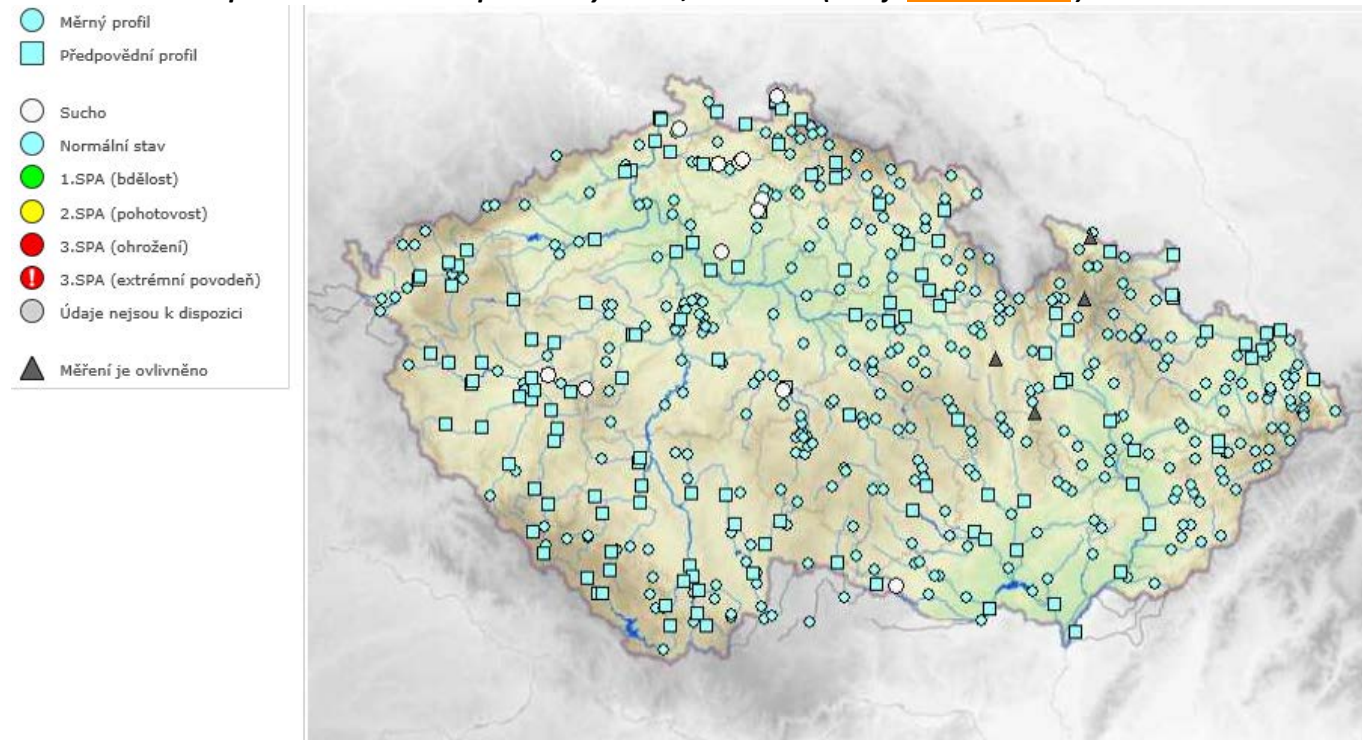 Měrný profil
Předpovědní profil
Sucho
Normální stav
1.SPA (bdělost)
2.SPA (pohotovost)
3.SPA (ohrožení)
!
3.SPA (extrémní povodeň)
Údaje nejsou k dispozici
Měření je ovlivněno